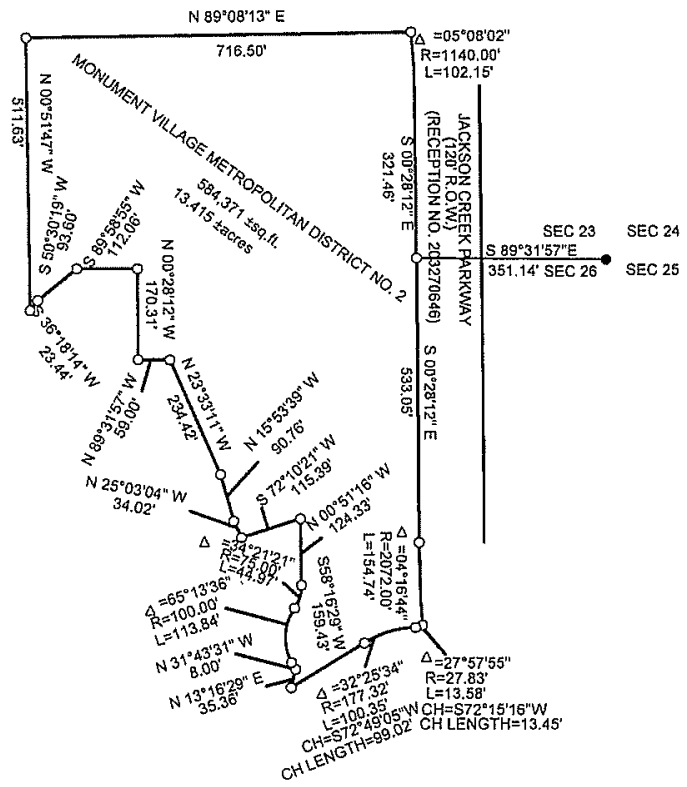 N 89°08'13" E
716.50'
Δ =05°08'02"
R=1140.00'
L=102.15'
N 00°51'47" W
511.63'
MONUMENT VILLAGE METROPOLITAN DISTRICT NO. 2
584,371 ±sq.ft.
13.415 ±acres
S 00°28'12" E
321.46'
JACKSON CREEK PARKWAY
(120' R.O.W.)
(RECEPTION NO. 203270646)
SEC 23
SEC 24
S 89°31'57"E
351.14'
SEC 26
SEC 25
S 50°30'19" W
93.60'
S 89°58'55" W
112.06'
N 00°28'12" W
170.31'
S 36°18'14" W
23.44'
N 89°31'57" W
59.00'
N 23°33'11" W
234.42'
S 00°28'12" E
533.05'
N 15°53'39" W
90.76'
N 25°03'04" W
34.02'
S 72°10'21" W
115.39'
N 00°51'16" W
124.33'
Δ =34°21'21"
R=75.00'
L=44.97'
Δ =65°13'36"
R=100.00'
L=113.84'
S58°16'29" W
159.43'
Δ =04°16'44"
R=2072.00'
L=154.74'
N 31°43'31" W
8.00'
N 13°16'29" E
35.36'
Δ =32°25'34"
R=177.32'
L=100.35'
CH=S72°49'05"W
CH LENGTH=99.02'
Δ =27°57'55"
R=27.83'
L=13.58'
CH=S72°15'16"W
CH LENGTH=13.45'